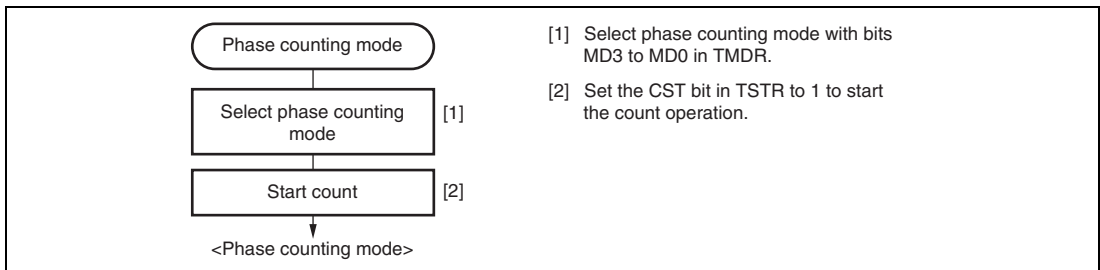 Phase counting mode
Select phase counting
mode
[1]
Start count
[2]
<Phase counting mode>
[1] Select phase counting mode with bits
MD3 to MD0 in TMDR.
[2] Set the CST bit in TSTR to 1 to start
the count operation.